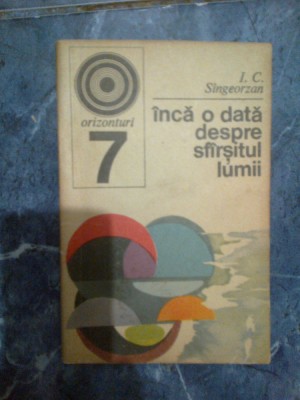 orizonturi
7
I. C.
Sîngeorzan
încă o dată
despre
sfîrşitul
lumii